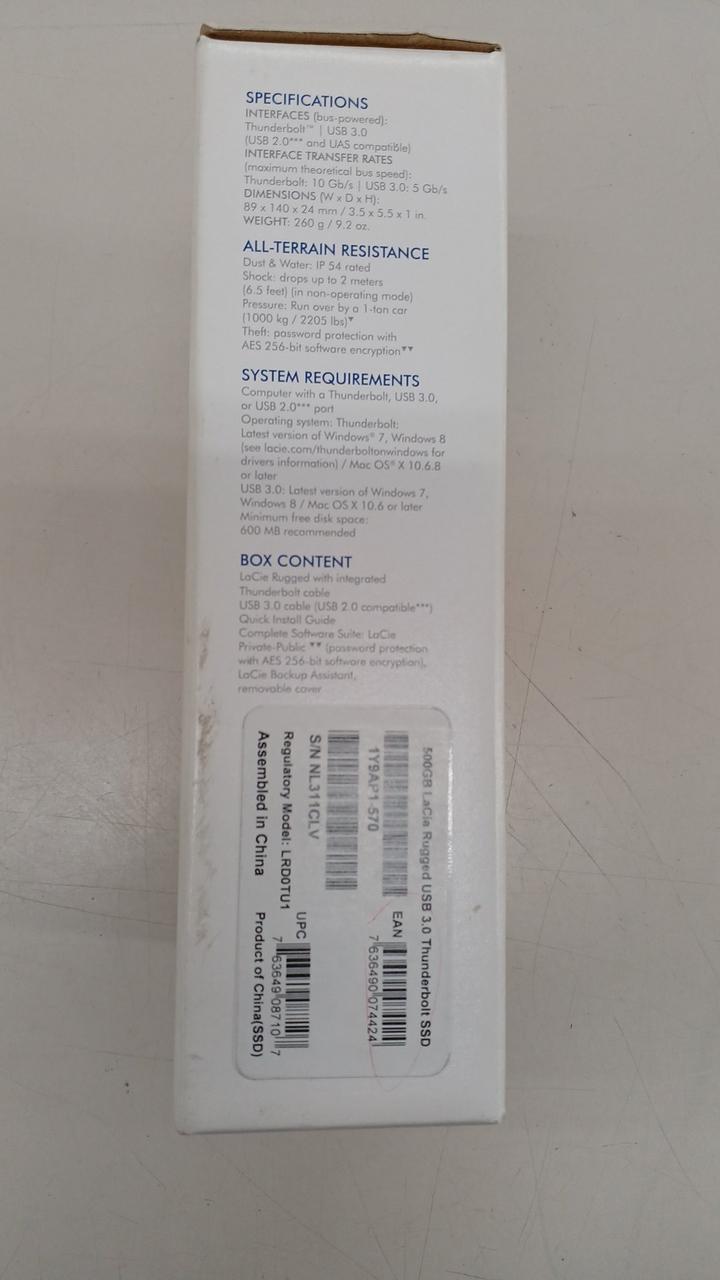 SPECIFICATIONS
INTERFACES (bus-powered):
Thunderbolt™ | USB 3.0
(USB 2.0*** and UAS compatible)
INTERFACE TRANSFER RATES
(maximum theoretical bus speed):
Thunderbolt: 10 Gb/s | USB 3.0: 5 Gb/s
DIMENSIONS (W x D x H):
89 x 140 x 24 mm / 3.5 x 5.5 x 1 in.
WEIGHT: 260 g / 9.2 oz.
ALL-TERRAIN RESISTANCE
Dust & Water: IP 54 rated
Shock: drops up to 2 meters
(6.5 feet) (in non-operating mode)
Pressure: Run over by a 1-ton car
(1000 kg / 2205 lbs)▼
Theft: password protection with
AES 256-bit software encryption▼▼
SYSTEM REQUIREMENTS
Computer with a Thunderbolt, USB 3.0,
or USB 2.0*** port
Operating system: Thunderbolt:
Latest version of Windows® 7, Windows 8
(see lacie.com/thunderboltonwindows for
drivers information) / Mac OS® X 10.6.8
or later
USB 3.0: Latest version of Windows 7,
Windows 8 / Mac OS X 10.6 or later
Minimum free disk space:
600 MB recommended
BOX CONTENT
LaCie Rugged with integrated
Thunderbolt cable
USB 3.0 cable (USB 2.0 compatible***)
Quick Install Guide
Complete Software Suite: LaCie
Private-Public ▼▼ (password protection
with AES 256-bit software encryption),
LaCie Backup Assistant,
removable cover
500GB LaCie Rugged USB 3.0 Thunderbolt SSD
1Y9AP1-570
EAN
7 636490 074424
S/N NL311CLV
UPC
7 63649 08710 7
Regulatory Model: LRD0TU1
Assembled in China
Product of China(SSD)